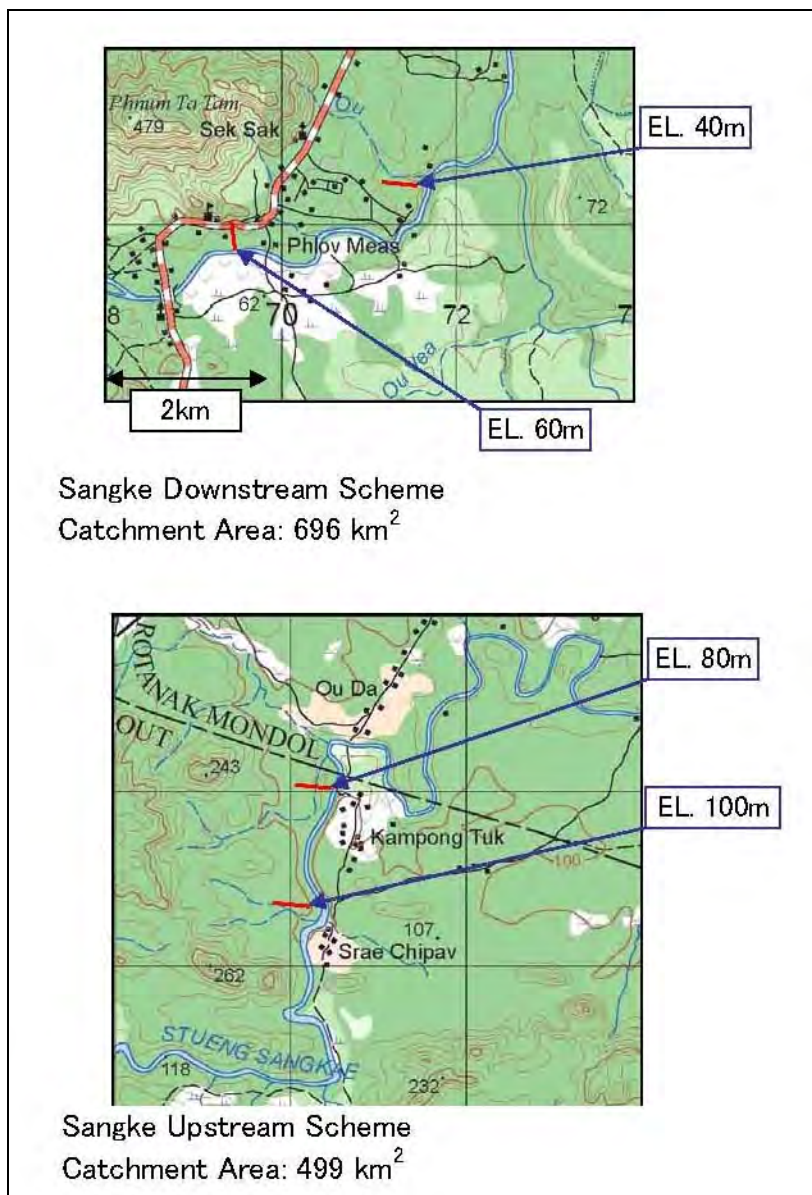 Phnum Ta Tam
479
Sek Sak
Ou
EL. 40m
72
Phlov Meas
62
8
70
72
7
Ou
2km
EL. 60m
Sangke Downstream Scheme
Catchment Area: 696 km²
ROTANAK MONDOL
OUT
Ou Da
EL. 80m
243
Kampong Tuk
EL. 100m
100
107
Srae Chipav
262
STUENG SANGKAE
118
232
Sangke Upstream Scheme
Catchment Area: 499 km²